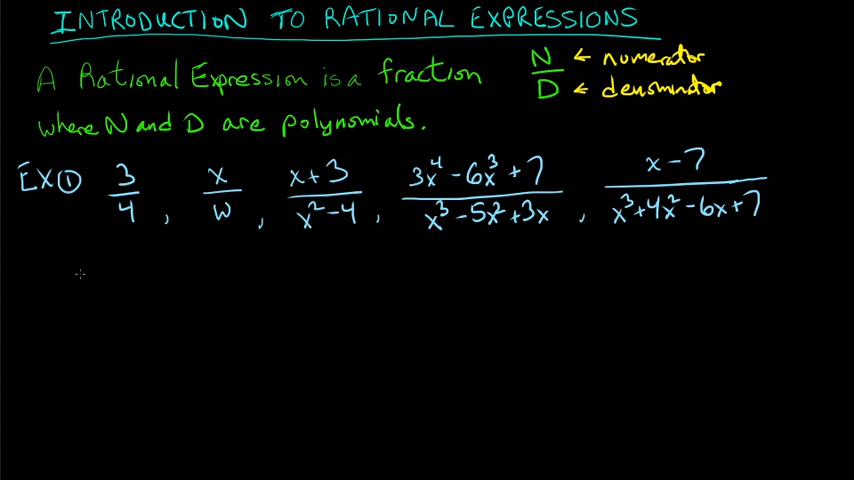 INTRODUCTION TO RATIONAL EXPRESSIONS
A Rational Expression is a fraction N/D ← numerator ← denominator
where N and D are polynomials.
EX① 3/4 , x/w , (x+3)/(x²-4) , (3x⁴-6x³+7)/(x³-5x²+3x) , (x-7)/(x³+4x²-6x+7)